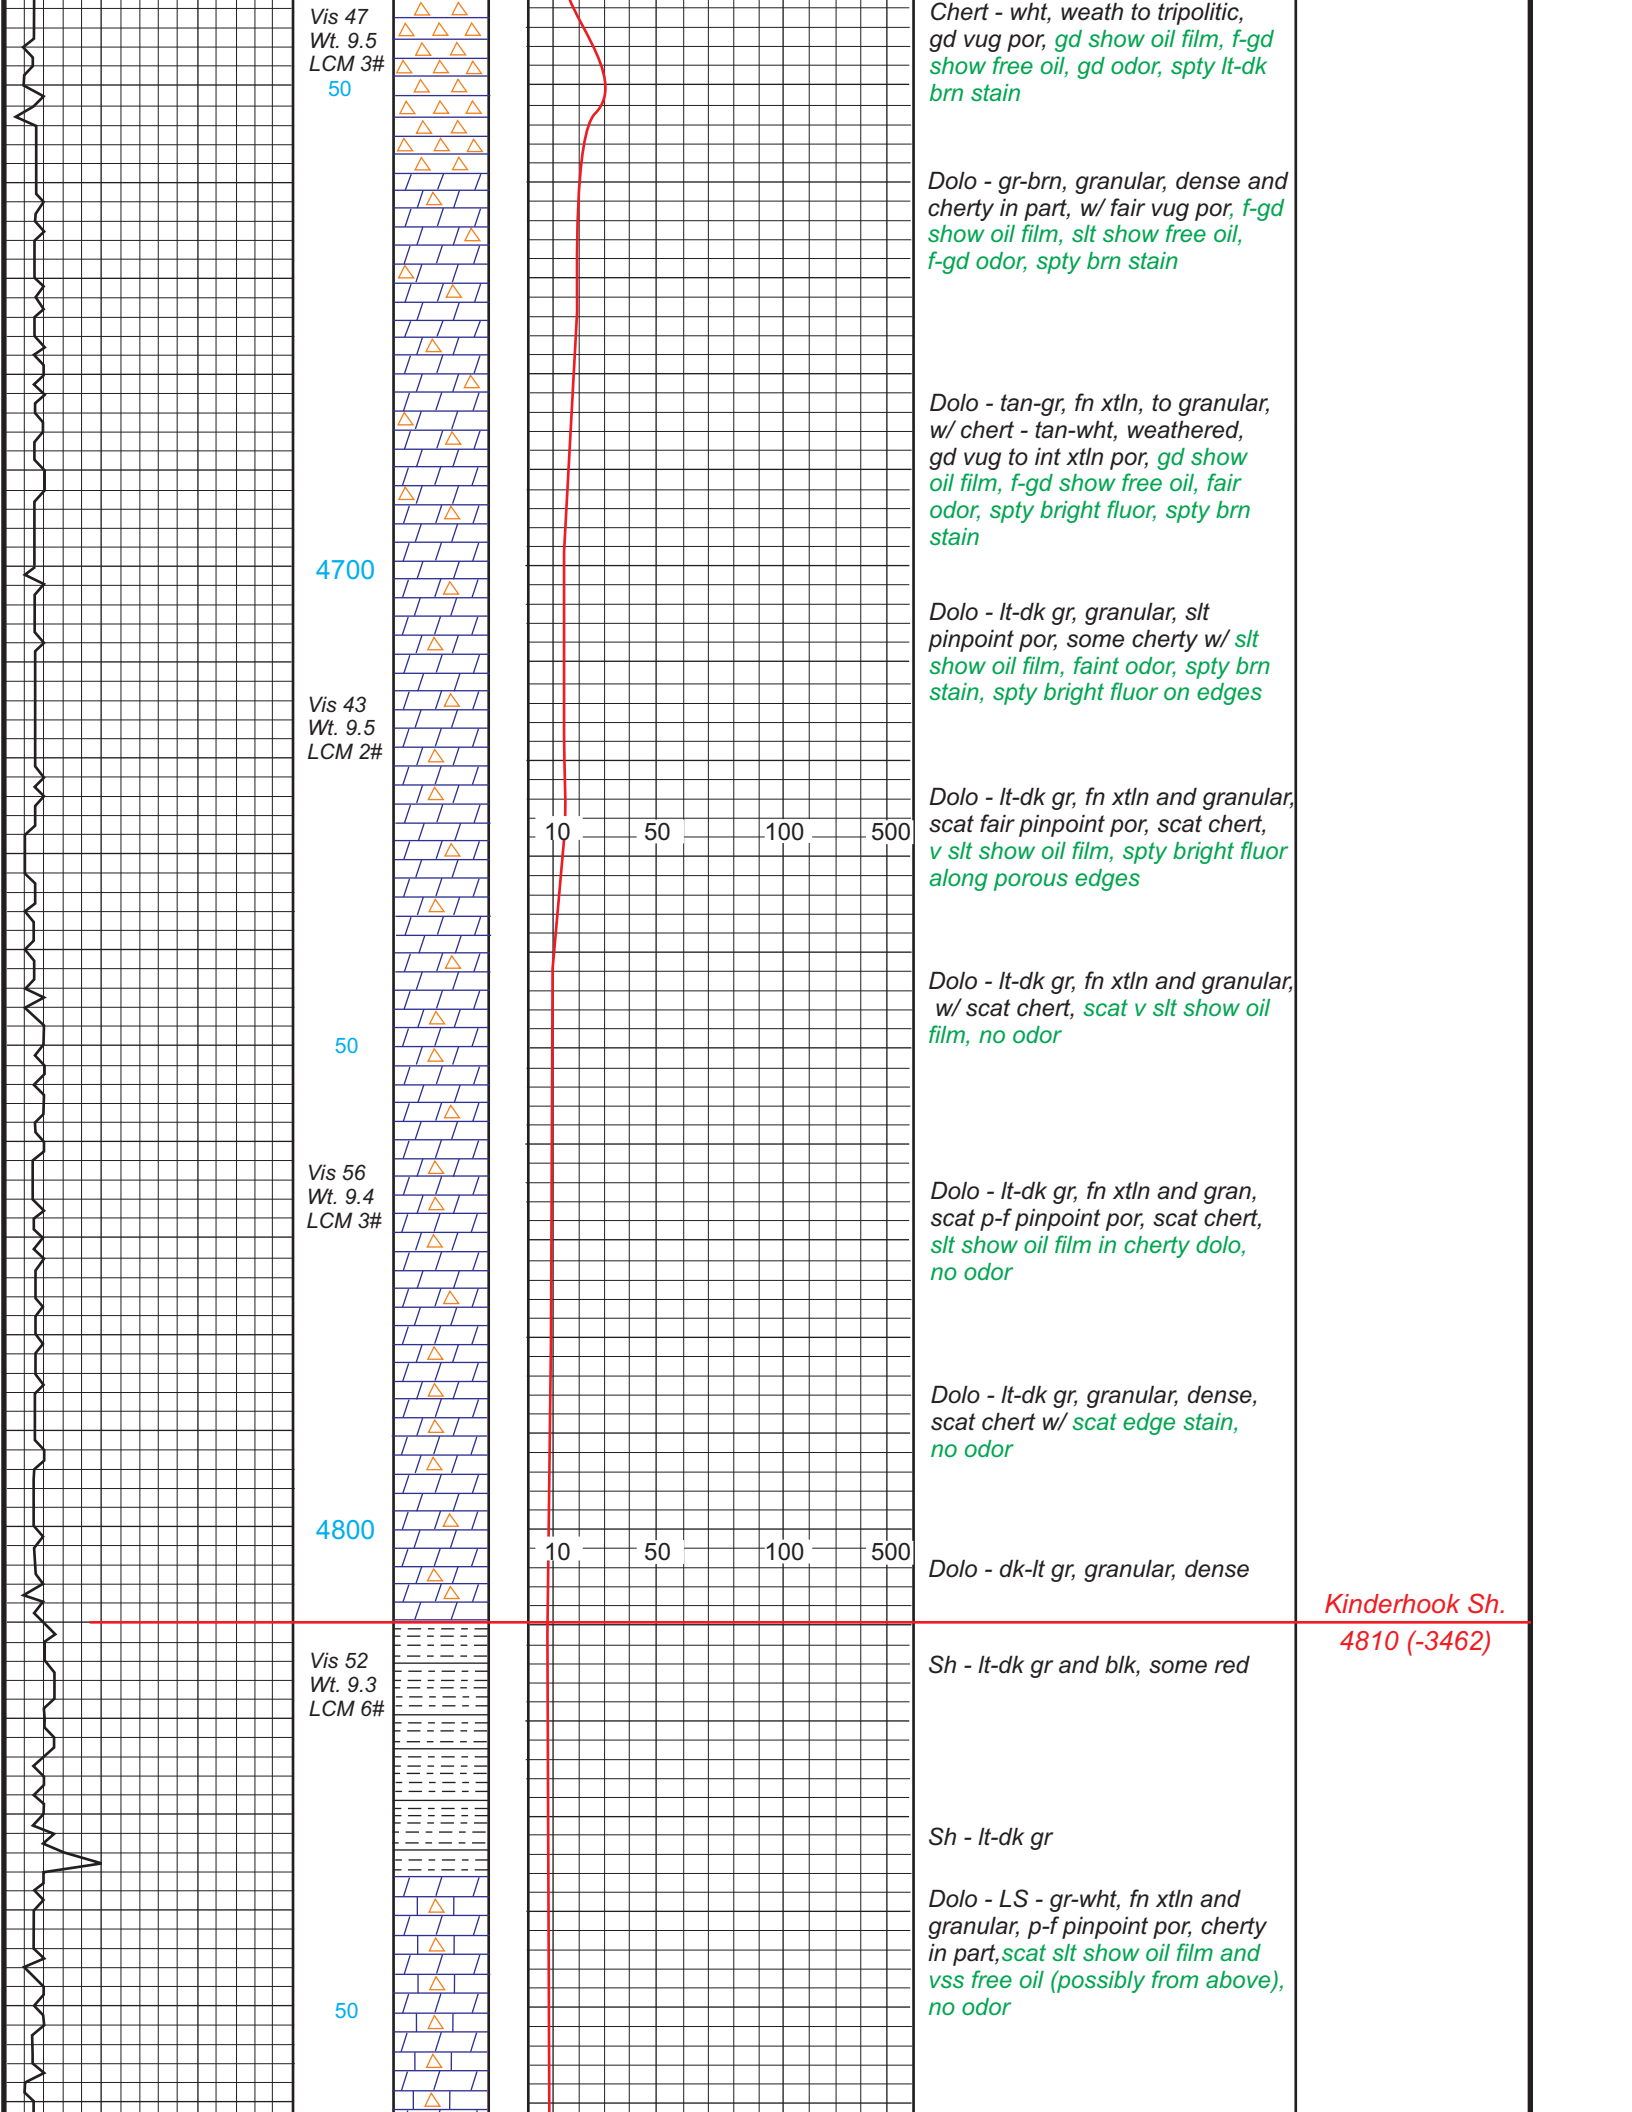 Vis 47
Wt. 9.5
LCM 3#
50
Chert - wht, weath to tripolitic,
gd vug por, gd show oil film, f-gd
show free oil, gd odor, spty lt-dk
brn stain
Dolo - gr-brn, granular, dense and
cherty in part, w/ fair vug por, f-gd
show oil film, slt show free oil,
f-gd odor, spty brn stain
Dolo - tan-gr, fn xtln, to granular,
w/ chert - tan-wht, weathered,
gd vug to int xtln por, gd show
oil film, f-gd show free oil, fair
odor, spty bright fluor, spty brn
stain
4700
Dolo - lt-dk gr, granular, slt
pinpoint por, some cherty w/ slt
show oil film, faint odor, spty brn
stain, spty bright fluor on edges
Vis 43
Wt. 9.5
LCM 2#
Dolo - lt-dk gr, fn xtln and granular,
scat fair pinpoint por, scat chert,
v slt show oil film, spty bright fluor
along porous edges
10 50 100 500
Dolo - lt-dk gr, fn xtln and granular,
w/ scat chert, scat v slt show oil
film, no odor
50
Vis 56
Wt. 9.4
LCM 3#
Dolo - lt-dk gr, fn xtln and gran,
scat p-f pinpoint por, scat chert,
slt show oil film in cherty dolo,
no odor
Dolo - lt-dk gr, granular, dense,
scat chert w/ scat edge stain,
no odor
4800
10 50 100 500
Dolo - dk-lt gr, granular, dense
Kinderhook Sh.
4810 (-3462)
Vis 52
Wt. 9.3
LCM 6#
Sh - lt-dk gr and blk, some red
Sh - lt-dk gr
Dolo - LS - gr-wht, fn xtln and
granular, p-f pinpoint por, cherty
in part,scat slt show oil film and
vss free oil (possibly from above),
no odor
50